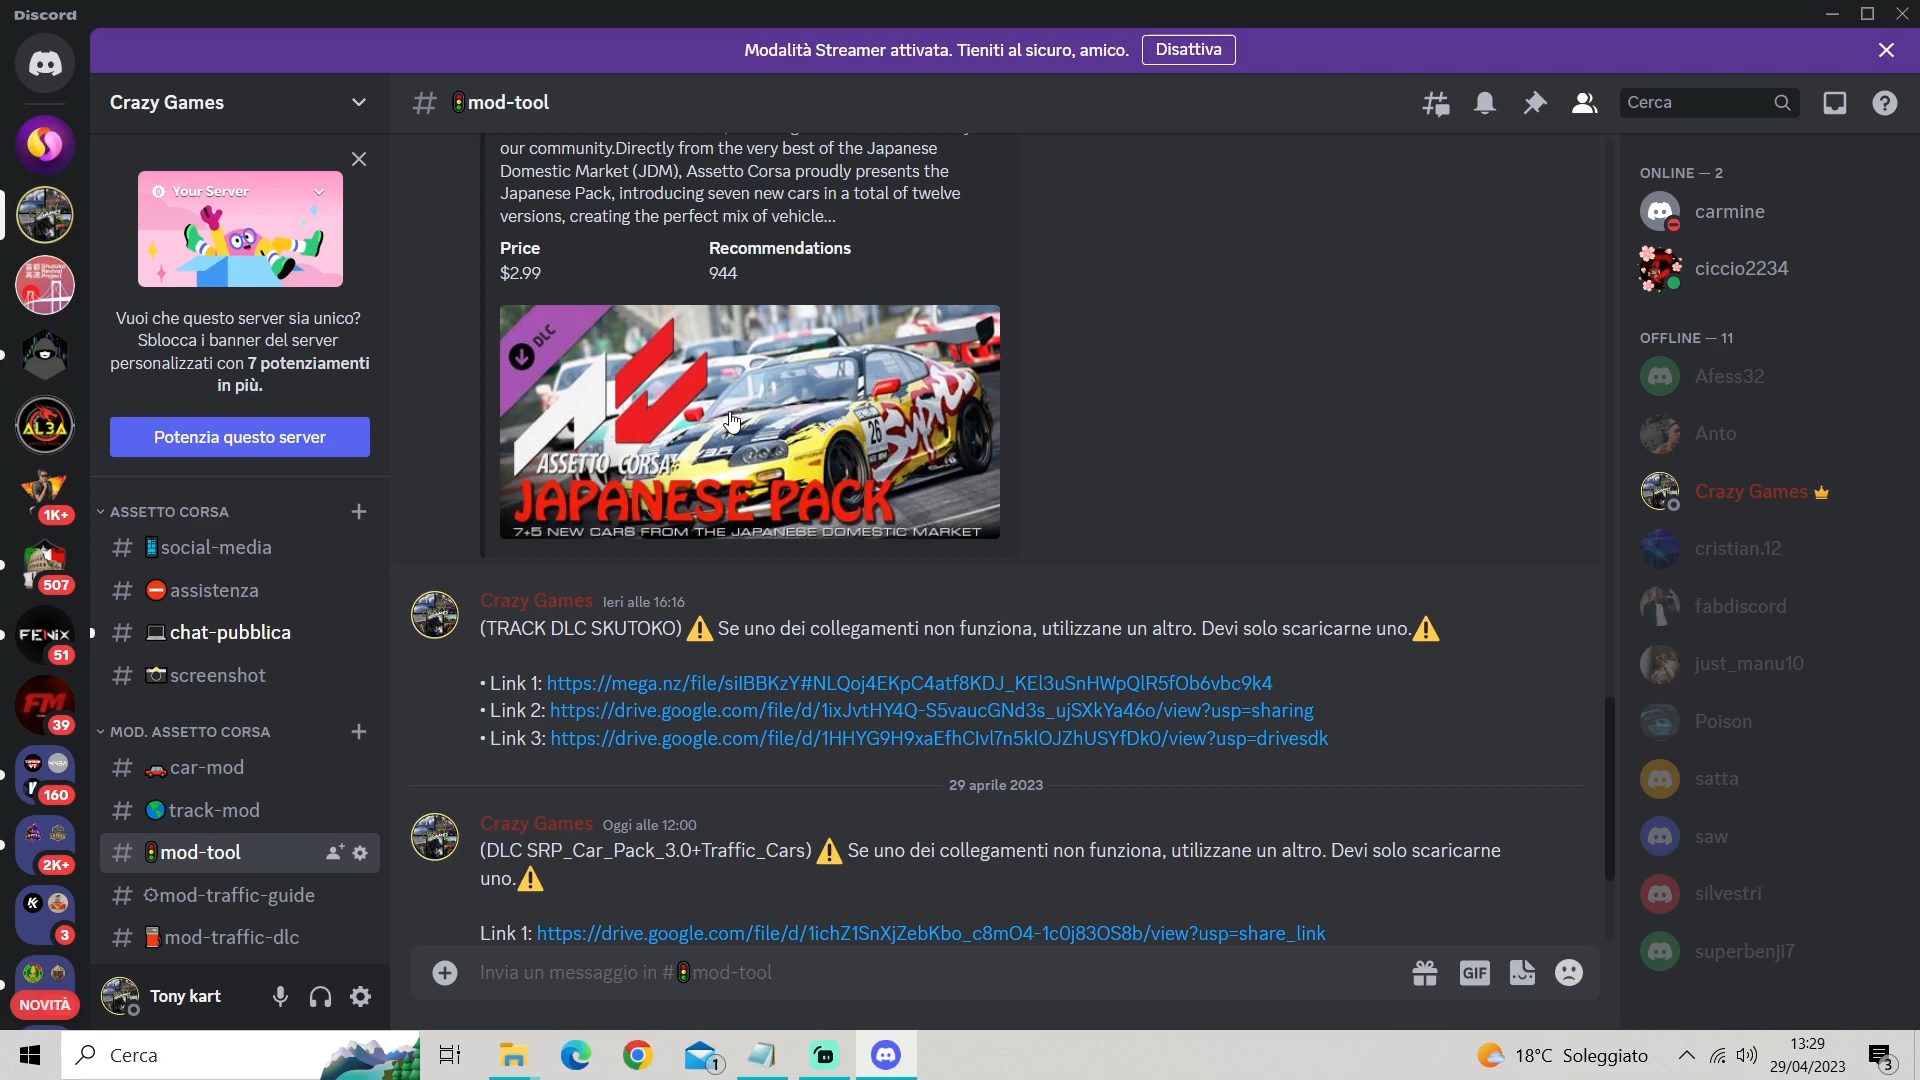 Discord
Modalità Streamer attivata. Tieniti al sicuro, amico.
Disattiva
Crazy Games
mod-tool
Cerca
Your Server
Vuoi che questo server sia unico?
Sblocca i banner del server
personalizzati con 7 potenziamenti
in più.
Potenzia questo server
ASSETTO CORSA
social-media
assistenza
chat-pubblica
screenshot
MOD. ASSETTO CORSA
car-mod
track-mod
mod-tool
mod-traffic-guide
mod-traffic-dlc
Tony kart
AL3A
1K+
507
FENIX
51
FM
39
160
2K+
3
NOVITÀ
our community.Directly from the very best of the Japanese
Domestic Market (JDM), Assetto Corsa proudly presents the
Japanese Pack, introducing seven new cars in a total of twelve
versions, creating the perfect mix of vehicle...
Price
Recommendations
$2.99
944
DLC
26
ASSETTO CORSA
JAPANESE PACK
7+5 NEW CARS FROM THE JAPANESE DOMESTIC MARKET
Crazy Games Ieri alle 16:16
(TRACK DLC SKUTOKO) ⚠️ Se uno dei collegamenti non funziona, utilizzane un altro. Devi solo scaricarne uno.⚠️
• Link 1: https://mega.nz/file/silBBKzY#NLQoj4EKpC4atf8KDJ_KEl3uSnHWpQlR5fOb6vbc9k4
• Link 2: https://drive.google.com/file/d/1ixJvtHY4Q-S5vaucGNd3s_ujSXkYa46o/view?usp=sharing
• Link 3: https://drive.google.com/file/d/1HHYG9H9xaEfhClvl7n5klOJZhUSYfDk0/view?usp=drivesdk
29 aprile 2023
Crazy Games Oggi alle 12:00
(DLC SRP_Car_Pack_3.0+Traffic_Cars) ⚠️ Se uno dei collegamenti non funziona, utilizzane un altro. Devi solo scaricarne
uno.⚠️
Link 1: https://drive.google.com/file/d/1ichZ1SnXjZebKbo_c8mO4-1c0j83OS8b/view?usp=share_link
Invia un messaggio in #🚦mod-tool
GIF
ONLINE — 2
carmine
ciccio2234
OFFLINE — 11
Afess32
Anto
Crazy Games
cristian.12
fabdiscord
just_manu10
Poison
satta
saw
silvestri
superbenji7
Cerca
1
18°C Soleggiato
13:29
29/04/2023
3